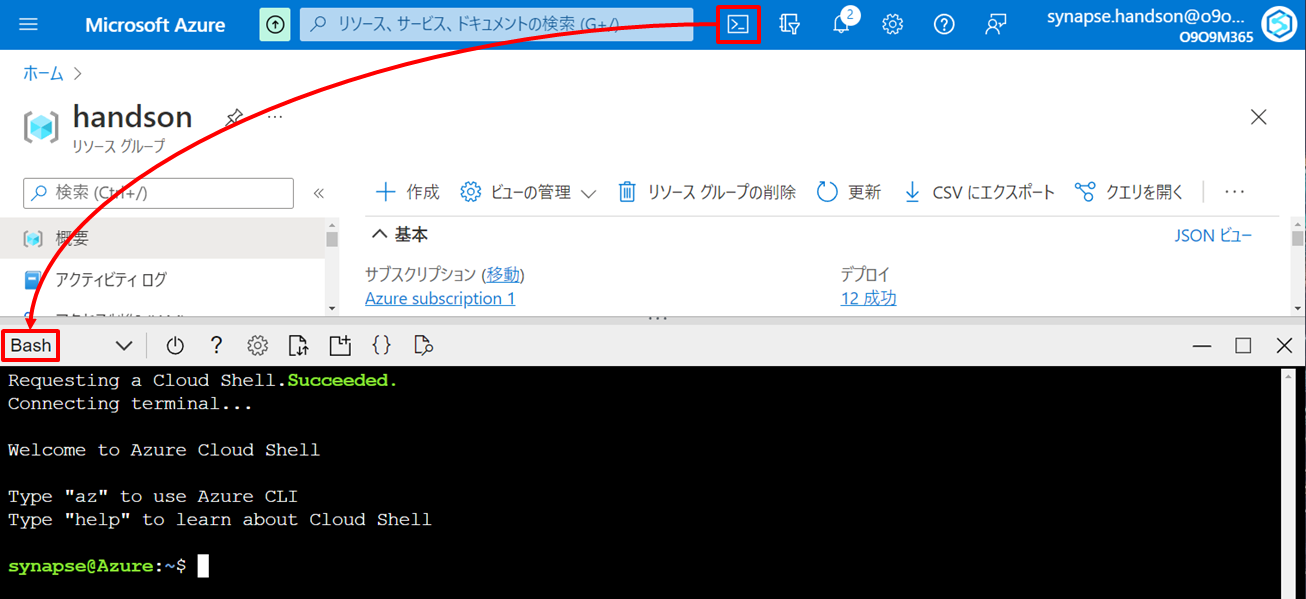 Microsoft Azure
リソース、サービス、ドキュメントの検索 (G+/)
2
synapse.handson@o9o...
O9O9M365
ホーム
handson
...
リソース グループ
検索 (Ctrl+/)
«
作成
ビューの管理
リソース グループの削除
更新
CSV にエクスポート
クエリを開く
...
概要
アクティビティ ログ
基本
JSON ビュー
サブスクリプション (移動)
デプロイ
Azure subscription 1
12 成功
Bash
Requesting a Cloud Shell.Succeeded.
Connecting terminal...
Welcome to Azure Cloud Shell
Type "az" to use Azure CLI
Type "help" to learn about Cloud Shell
synapse@Azure:~$